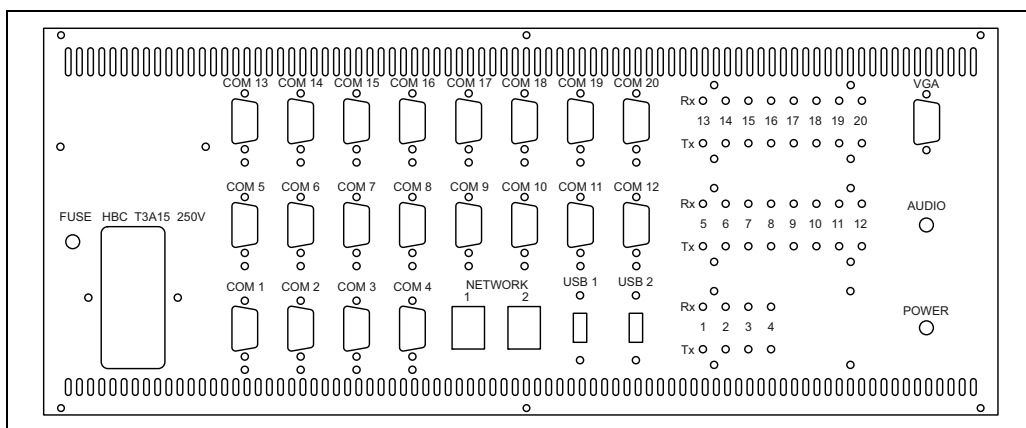 COM 13 COM 14 COM 15 COM 16 COM 17 COM 18 COM 19 COM 20 VGA
Rx
13 14 15 16 17 18 19 20
Tx
COM 5 COM 6 COM 7 COM 8 COM 9 COM 10 COM 11 COM 12
Rx
FUSE HBC T3A15 250V AUDIO
5 6 7 8 9 10 11 12
Tx
COM 1 COM 2 COM 3 COM 4 NETWORK USB 1 USB 2
1 2
Rx
POWER
1 2 3 4
Tx